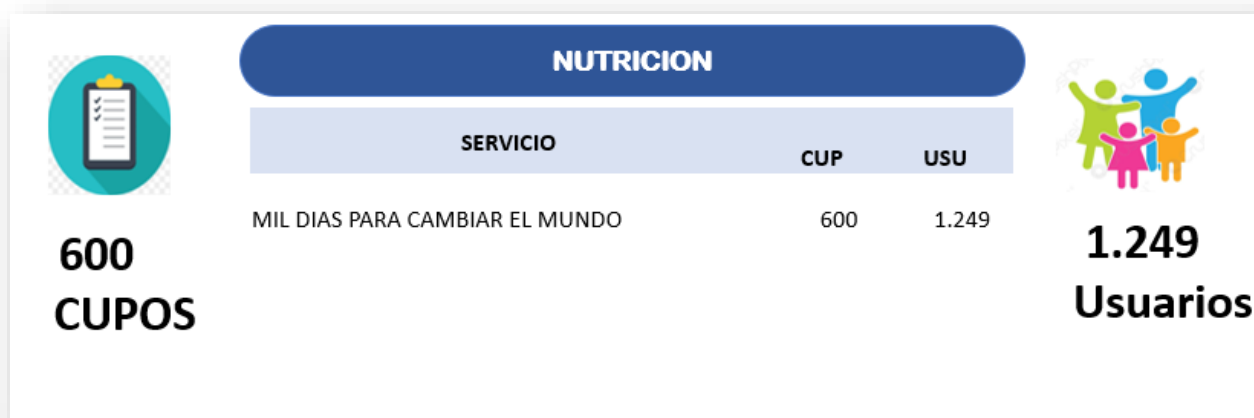 NUTRICION
SERVICIO CUP USU
MIL DIAS PARA CAMBIAR EL MUNDO 600 1.249
600
CUPOS
1.249
Usuarios